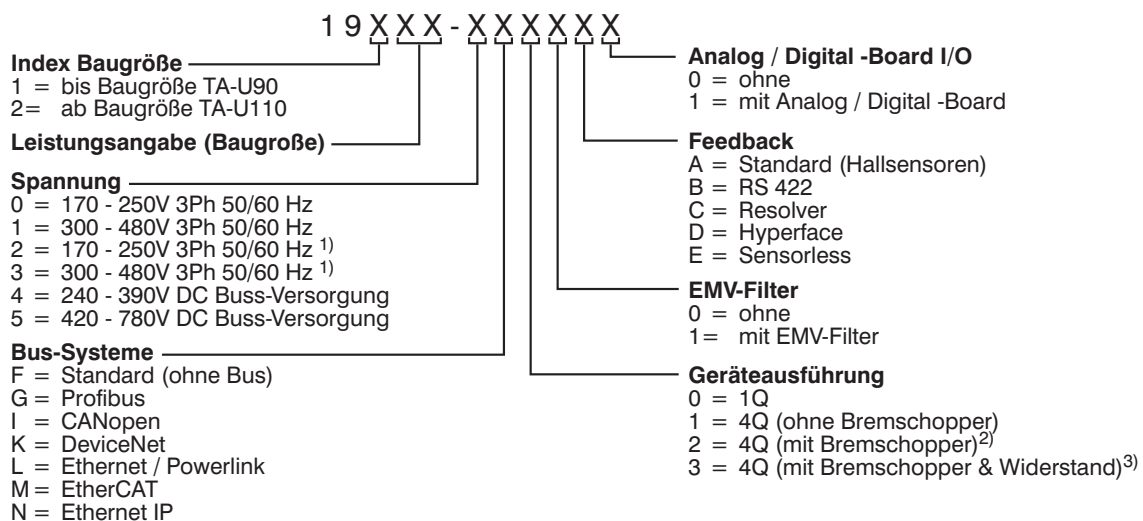 1 9 X X X - X X X X X X
Index Baugröße
1 = bis Baugröße TA-U90
2= ab Baugröße TA-U110
Leistungsangabe (Baugroße)
Spannung
0 = 170 - 250V 3Ph 50/60 Hz
1 = 300 - 480V 3Ph 50/60 Hz
2 = 170 - 250V 3Ph 50/60 Hz 1)
3 = 300 - 480V 3Ph 50/60 Hz 1)
4 = 240 - 390V DC Buss-Versorgung
5 = 420 - 780V DC Buss-Versorgung
Bus-Systeme
F = Standard (ohne Bus)
G = Profibus
I = CANopen
K = DeviceNet
L = Ethernet / Powerlink
M = EtherCAT
N = Ethernet IP
Analog / Digital -Board I/O
0 = ohne
1 = mit Analog / Digital -Board
Feedback
A = Standard (Hallsensoren)
B = RS 422
C = Resolver
D = Hyperface
E = Sensorless
EMV-Filter
0 = ohne
1= mit EMV-Filter
Geräteausführung
0 = 1Q
1 = 4Q (ohne Bremschopper)
2 = 4Q (mit Bremschopper)2)
3 = 4Q (mit Bremschopper & Widerstand)3)